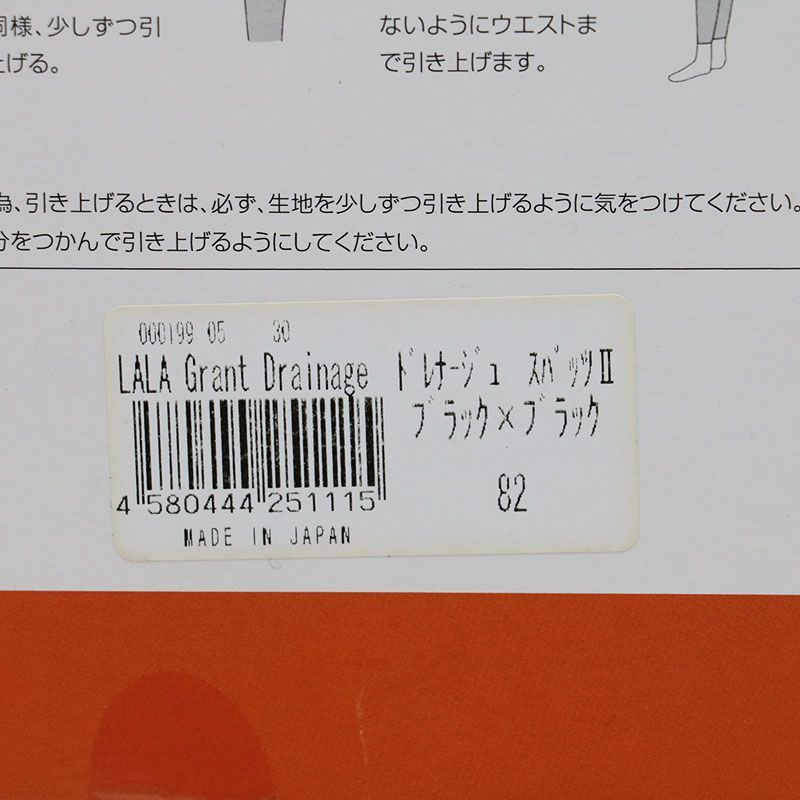 同様、少しずつ引
ないようにウエストま
上げる。
で引き上げます。
為、引き上げるときは、必ず、生地を少しずつ引き上げるように気をつけてください。
分をつかんで引き上げるようにしてください。
000199 05 30
LALA Grant Drainage ドレナージュ スパッツⅡ
ブラック×ブラック
4 580444 251115
82
MADE IN JAPAN